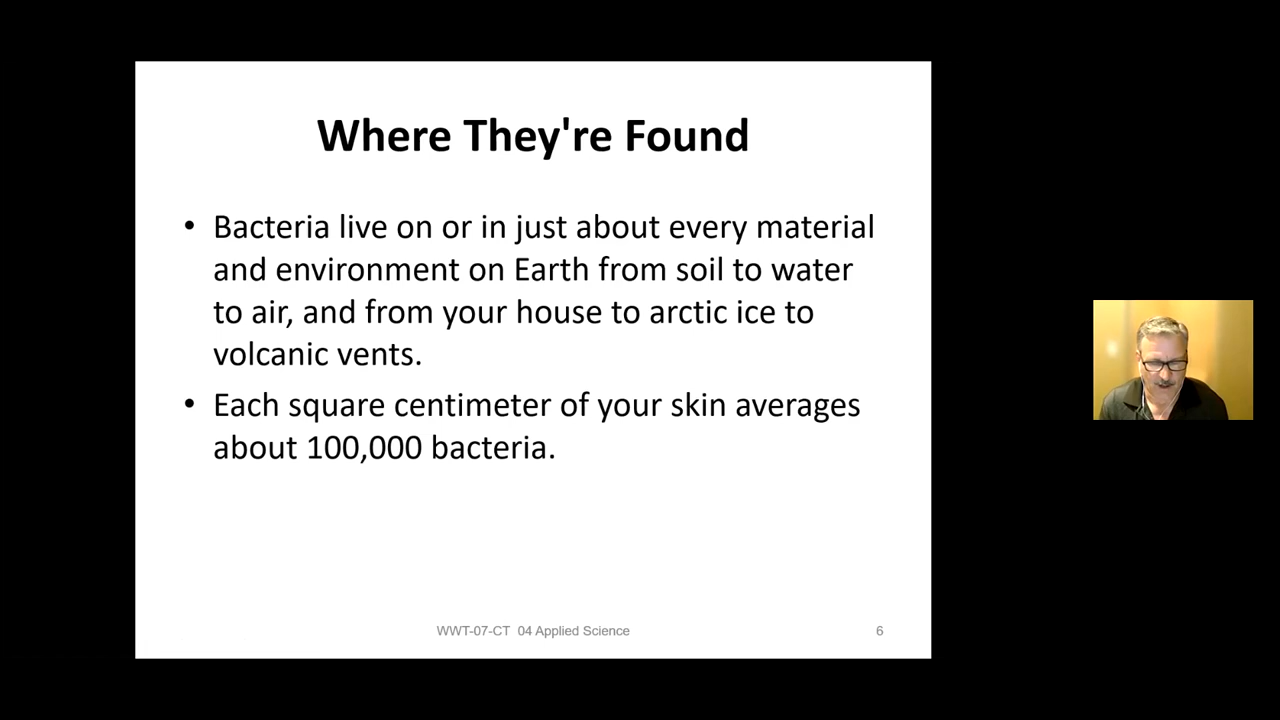 Where They're Found
• Bacteria live on or in just about every material
and environment on Earth from soil to water
to air, and from your house to arctic ice to
volcanic vents.
• Each square centimeter of your skin averages
about 100,000 bacteria.
WWT-07-CT 04 Applied Science
6